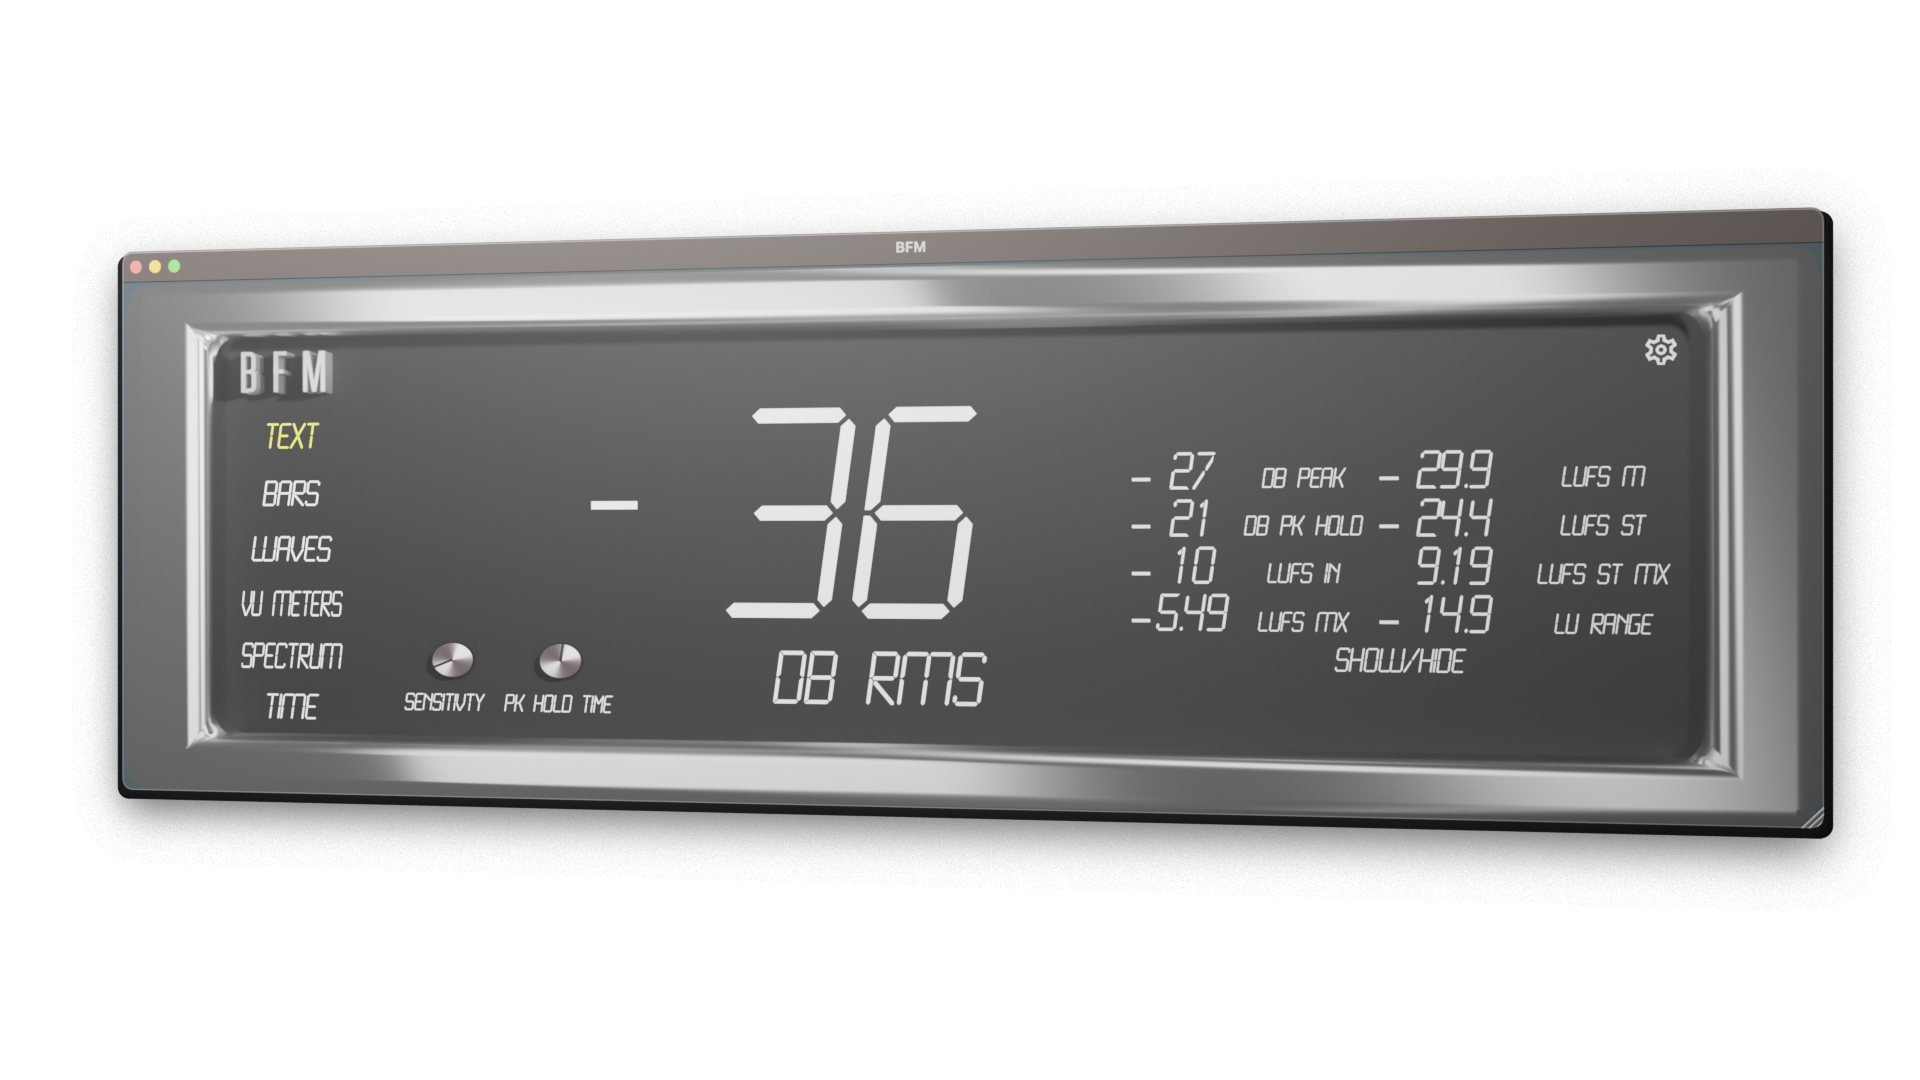 BFM
BFM
TEXT
BARS
WAVES
VU METERS
SPECTRUM
TIME
SENSITIVTY
PK HOLD TIME
- 36
DB RMS
- 27 DB PEAK - 29.9 LUFS M
- 21 DB PK HOLD - 24.4 LUFS ST
- 10 LUFS IN 9.19 LUFS ST MX
-5.49 LUFS MX - 14.9 LU RANGE
SHOW/HIDE